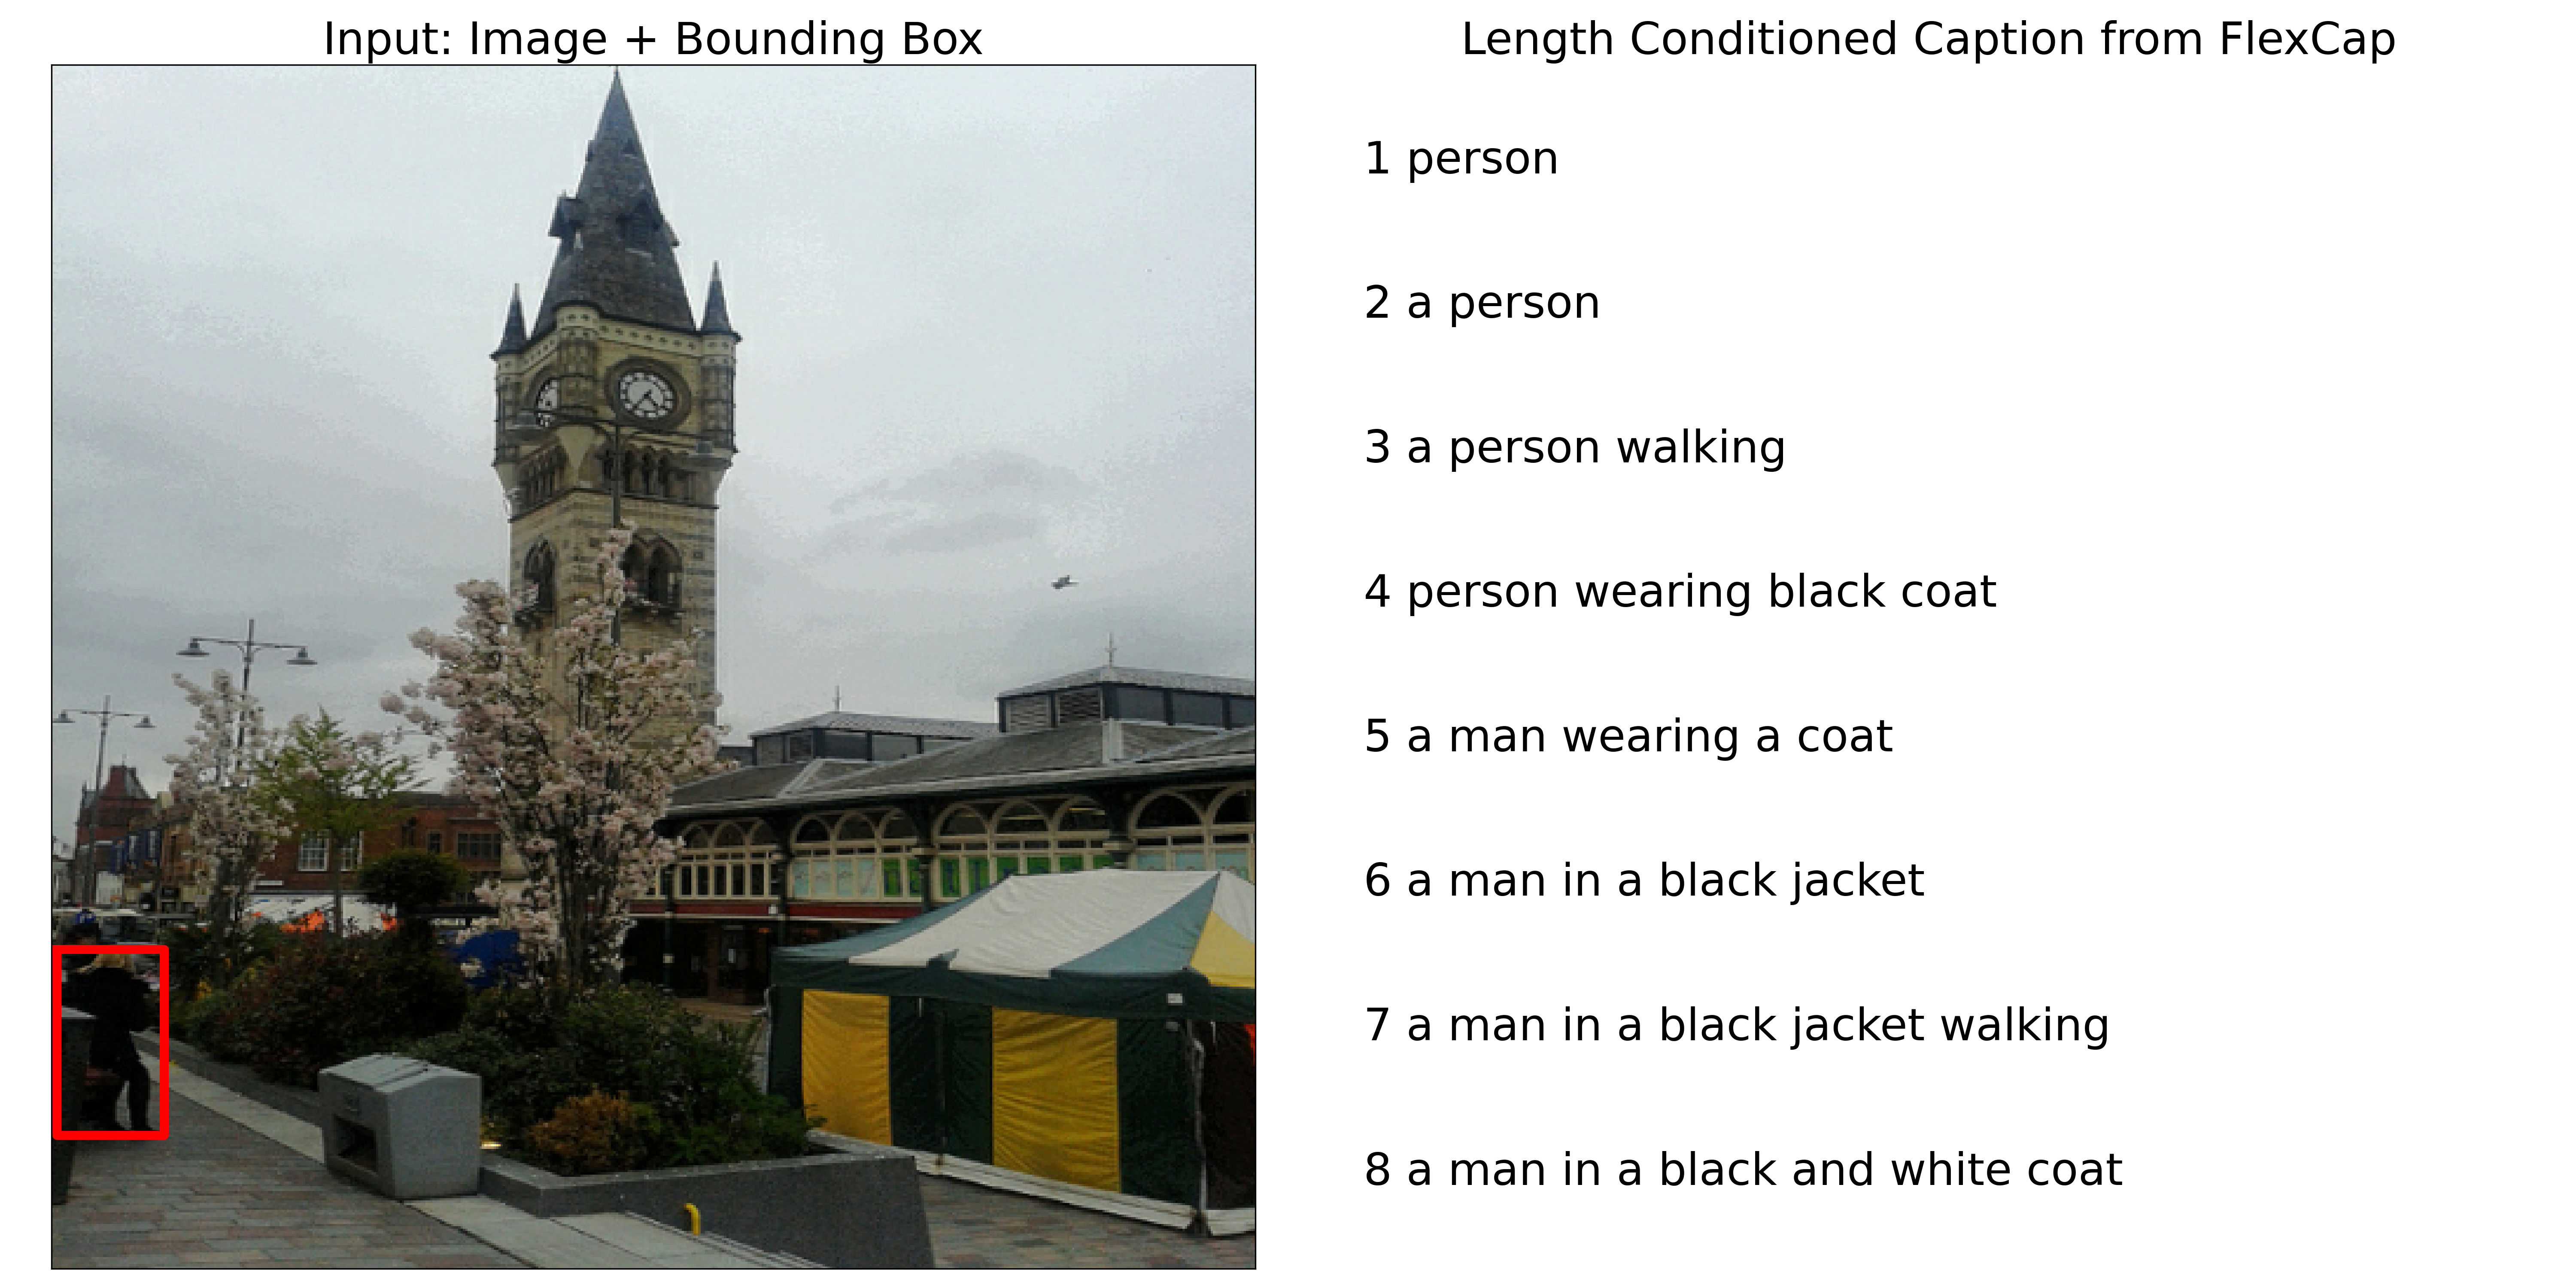 Input: Image + Bounding Box
Length Conditioned Caption from FlexCap
1 person
2 a person
3 a person walking
4 person wearing black coat
5 a man wearing a coat
6 a man in a black jacket
7 a man in a black jacket walking
8 a man in a black and white coat